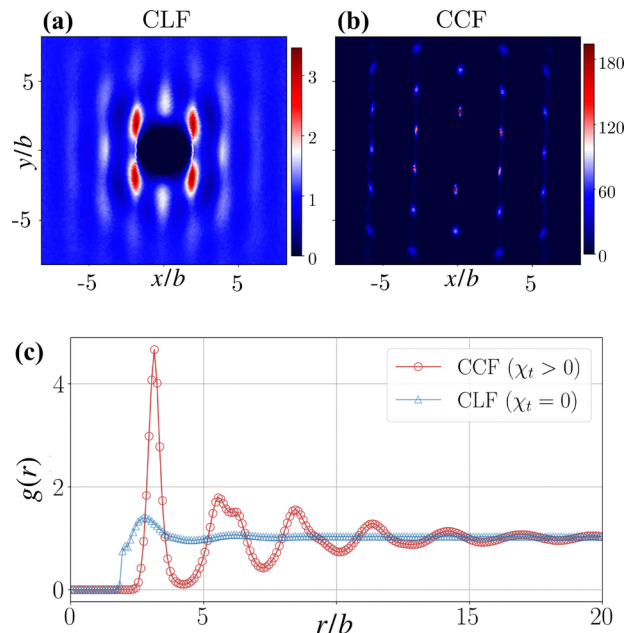 (a) CLF
(b) CCF
y/b
5
-5
-5
5
x/b
3
2
1
0
-5
5
x/b
180
120
60
0
(c)
CCF (χt > 0)
CLF (χt = 0)
g(r)
4
2
0
0
5
10
15
20
r/b